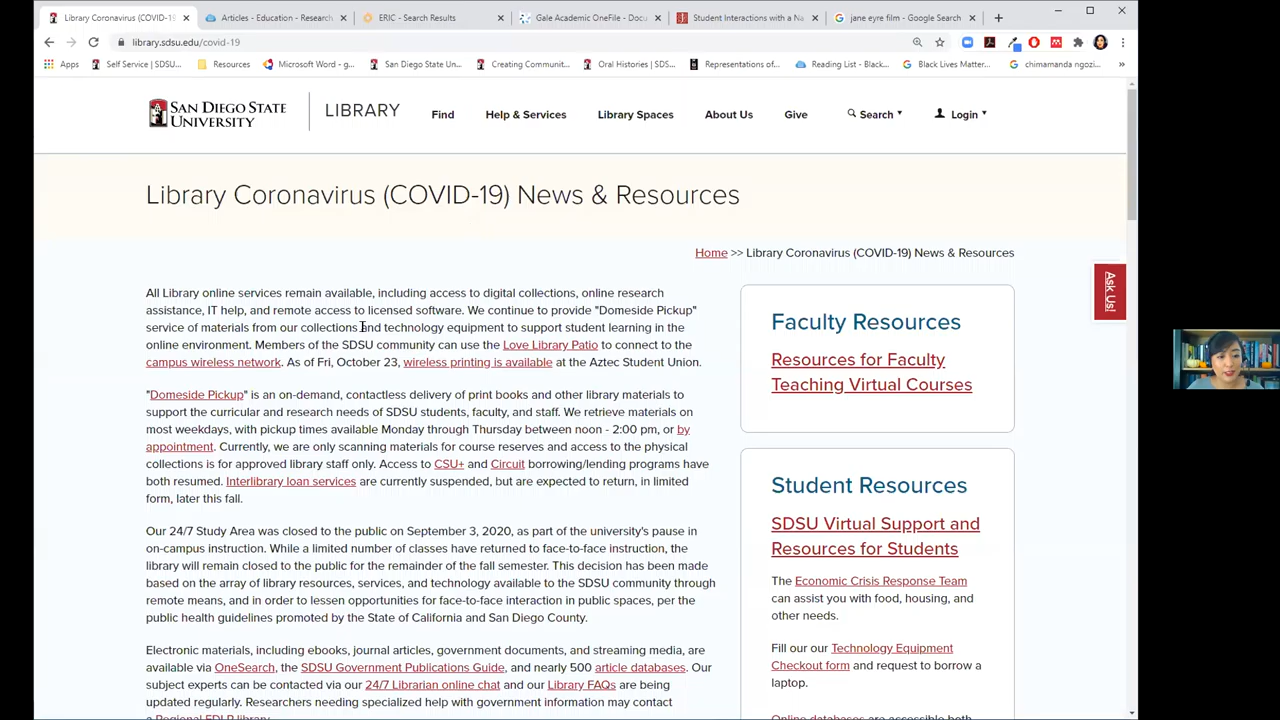 Library Coronavirus (COVID-19)
Articles - Education - Research
ERIC - Search Results
Gale Academic OneFile - Docu
Student Interactions with a Na
jane eyre film - Google Search
library.sdsu.edu/covid-19
Apps
Self Service | SDSU...
Resources
Microsoft Word - g...
San Diego State Un...
Creating Communit...
Oral Histories | SDS...
Representations of...
Reading List - Black...
Black Lives Matter...
chimamanda ngozi...
SAN DIEGO STATE
UNIVERSITY
LIBRARY
Find
Help & Services
Library Spaces
About Us
Give
Search
Login
Library Coronavirus (COVID-19) News & Resources
Home >> Library Coronavirus (COVID-19) News & Resources
All Library online services remain available, including access to digital collections, online research
assistance, IT help, and remote access to licensed software. We continue to provide "Domeside Pickup"
service of materials from our collections and technology equipment to support student learning in the
online environment. Members of the SDSU community can use the Love Library Patio to connect to the
campus wireless network. As of Fri, October 23, wireless printing is available at the Aztec Student Union.
"Domeside Pickup" is an on-demand, contactless delivery of print books and other library materials to
support the curricular and research needs of SDSU students, faculty, and staff. We retrieve materials on
most weekdays, with pickup times available Monday through Thursday between noon - 2:00 pm, or by
appointment. Currently, we are only scanning materials for course reserves and access to the physical
collections is for approved library staff only. Access to CSU+ and Circuit borrowing/lending programs have
both resumed. Interlibrary loan services are currently suspended, but are expected to return, in limited
form, later this fall.
Our 24/7 Study Area was closed to the public on September 3, 2020, as part of the university's pause in
on-campus instruction. While a limited number of classes have returned to face-to-face instruction, the
library will remain closed to the public for the remainder of the fall semester. This decision has been made
based on the array of library resources, services, and technology available to the SDSU community through
remote means, and in order to lessen opportunities for face-to-face interaction in public spaces, per the
public health guidelines promoted by the State of California and San Diego County.
Electronic materials, including ebooks, journal articles, government documents, and streaming media, are
available via OneSearch, the SDSU Government Publications Guide, and nearly 500 article databases. Our
subject experts can be contacted via our 24/7 Librarian online chat and our Library FAQs are being
updated regularly. Researchers needing specialized help with government information may contact
a Regional FDLP library.
Faculty Resources
Resources for Faculty
Teaching Virtual Courses
Student Resources
SDSU Virtual Support and
Resources for Students
The Economic Crisis Response Team
can assist you with food, housing, and
other needs.
Fill our our Technology Equipment
Checkout form and request to borrow a
laptop.
Online databases are accessible both
Ask Us!